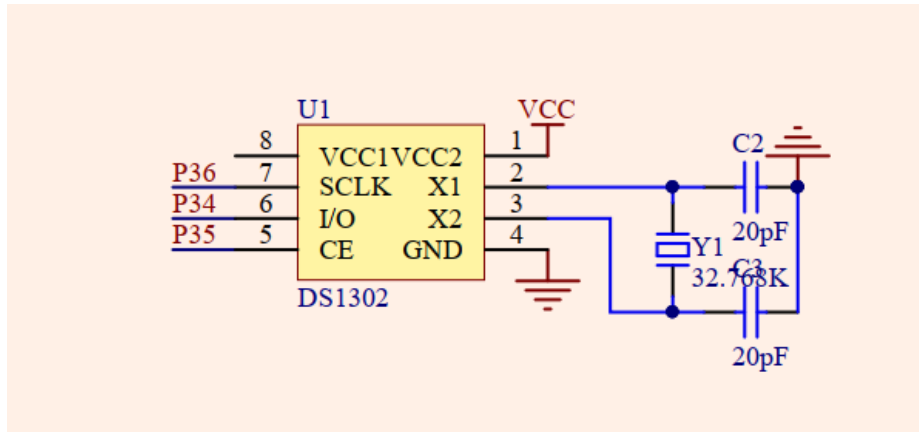 U1
VCC
8 VCC1 VCC2 1
C2
P36 7 SCLK X1 2
P34 6 I/O X2 3
P35 5 CE GND 4
20pF
Y1
C3
32.768K
DS1302
20pF